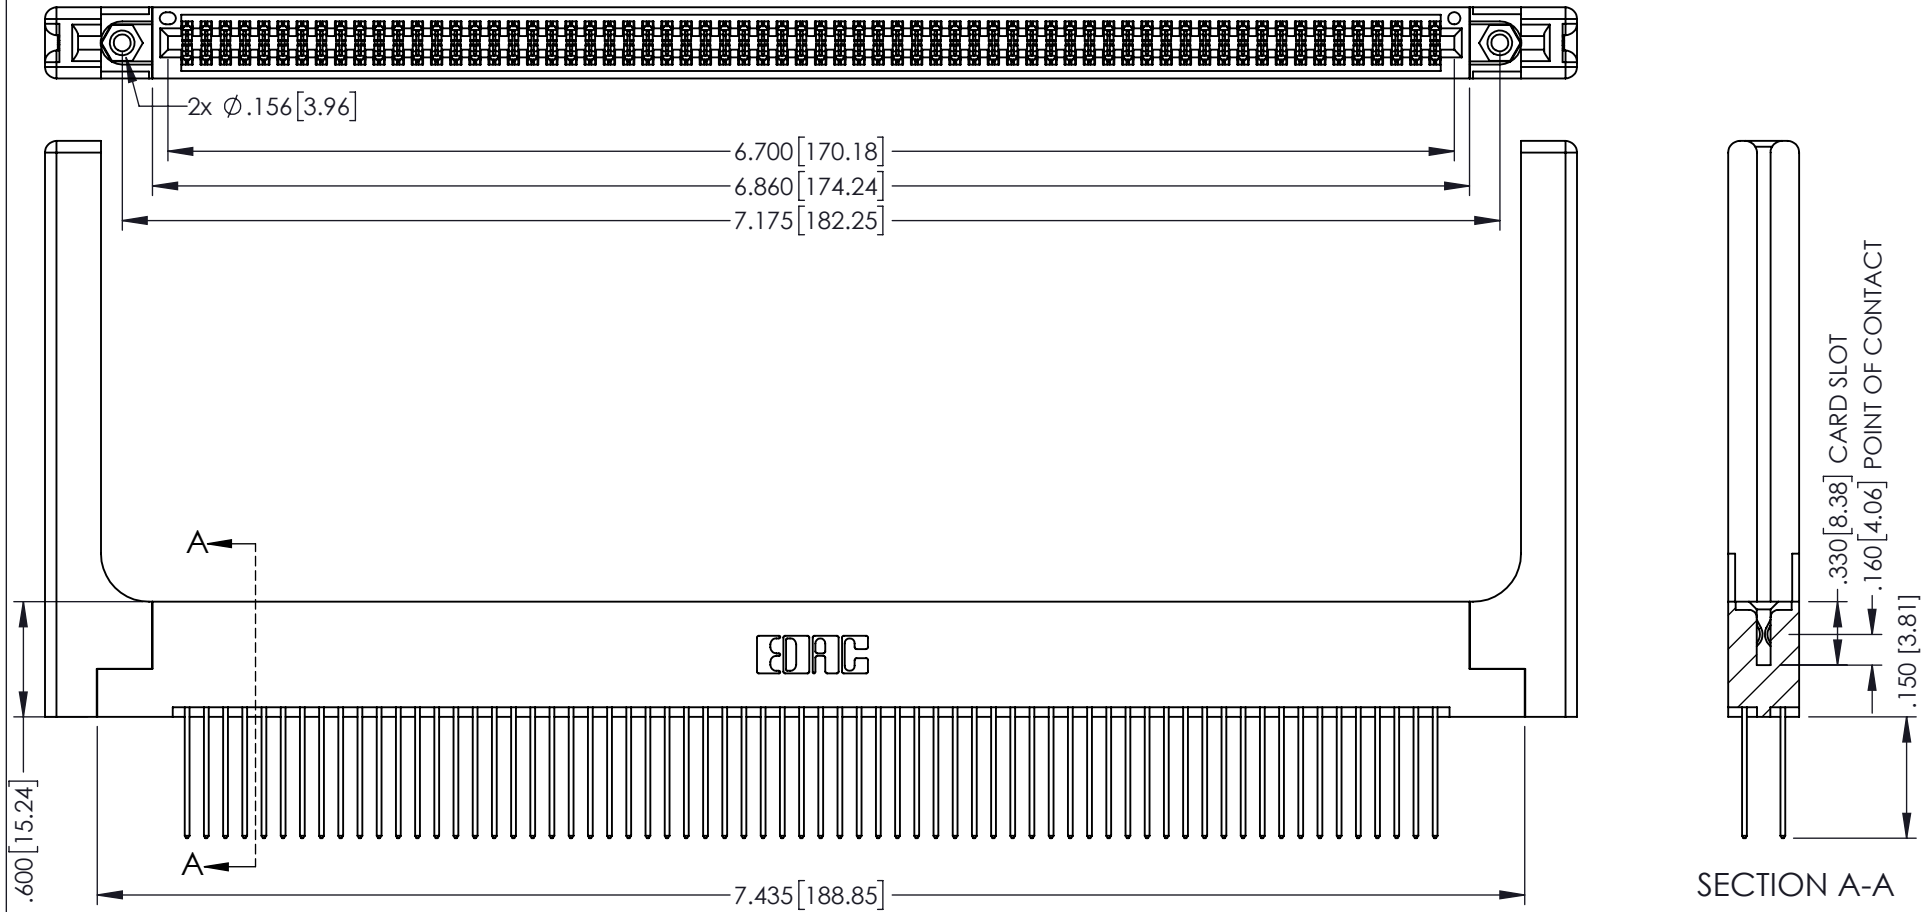 2x Ø.156[3.96]
6.700[170.18]
6.860[174.24]
7.175[182.25]
.330[8.38] CARD SLOT
.160[4.06] POINT OF CONTACT
.150 [3.81]
A
EDAC
A
.600[15.24]
7.435[188.85]
SECTION A-A